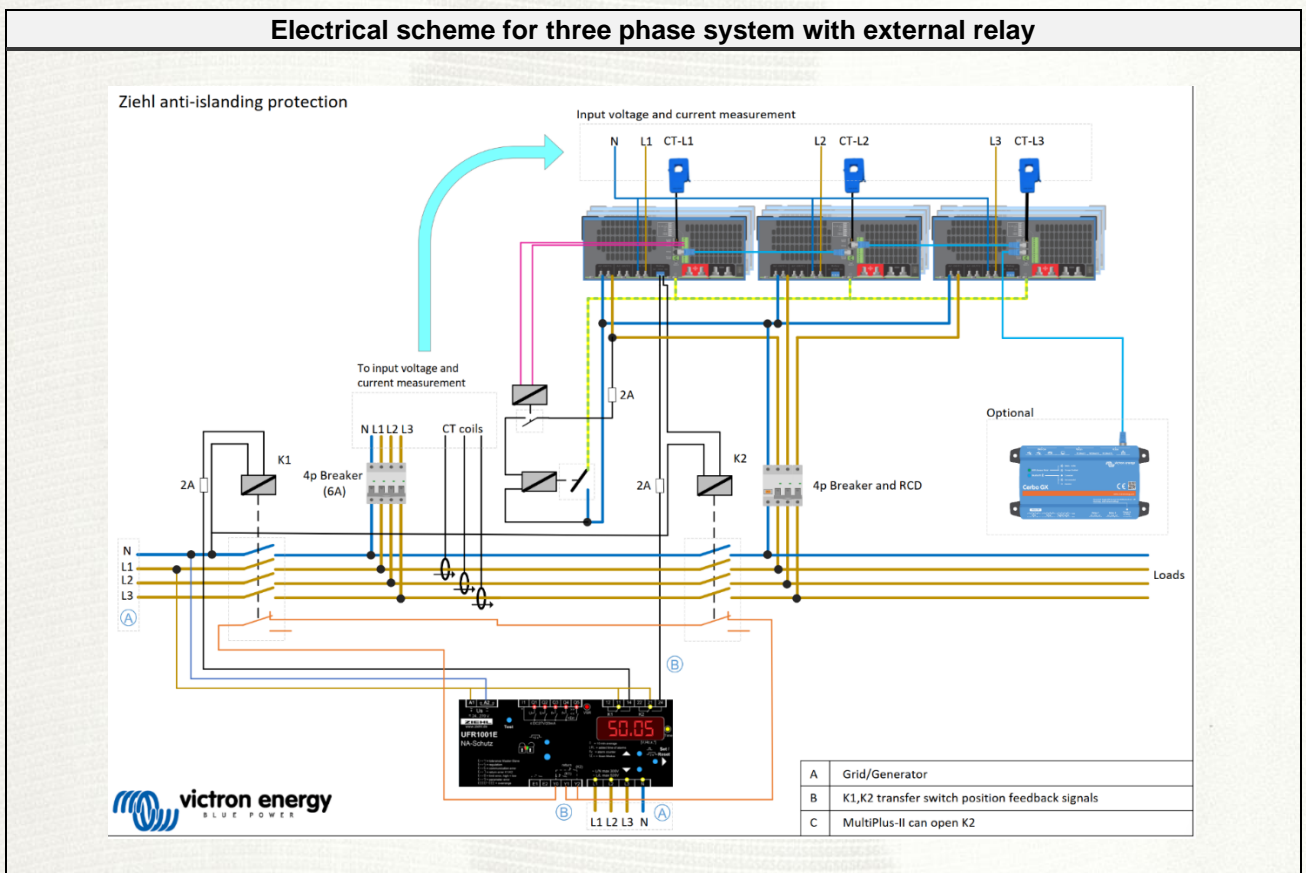 Electrical scheme for three phase system with external relay
Ziehl anti-islanding protection
Input voltage and current measurement
N L1 CT-L1 L2 CT-L2 L3 CT-L3
To input voltage and
current measurement
N L1 L2 L3 CT coils
2A
Optional
K1
K2
4p Breaker
(6A)
2A
2A
4p Breaker and RCD
Cerbo GX
N
L1
L2
L3
Loads
A
B
A1 A2
ZIEHL
UFR1001E
NA-Schutz
Test
50.05
Set /
Reset
B
L1 L2 L3 N A
victron energy
BLUE POWER
A Grid/Generator
B K1,K2 transfer switch position feedback signals
C MultiPlus-II can open K2